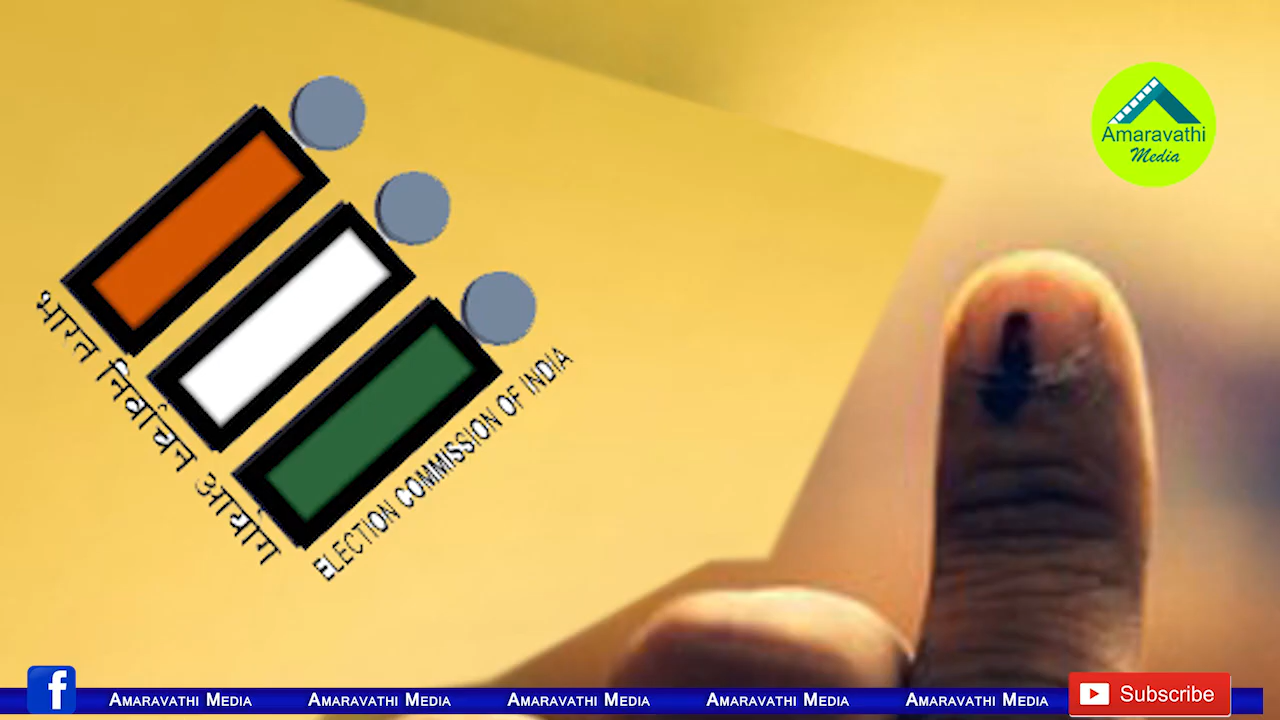 Amaravathi
Media
भारत निर्वाचन आयोग
ELECTION COMMISSION OF INDIA
f
AMARAVATHI MEDIA AMARAVATHI MEDIA AMARAVATHI MEDIA AMARAVATHI MEDIA AMARAVATHI MEDIA
Subscribe